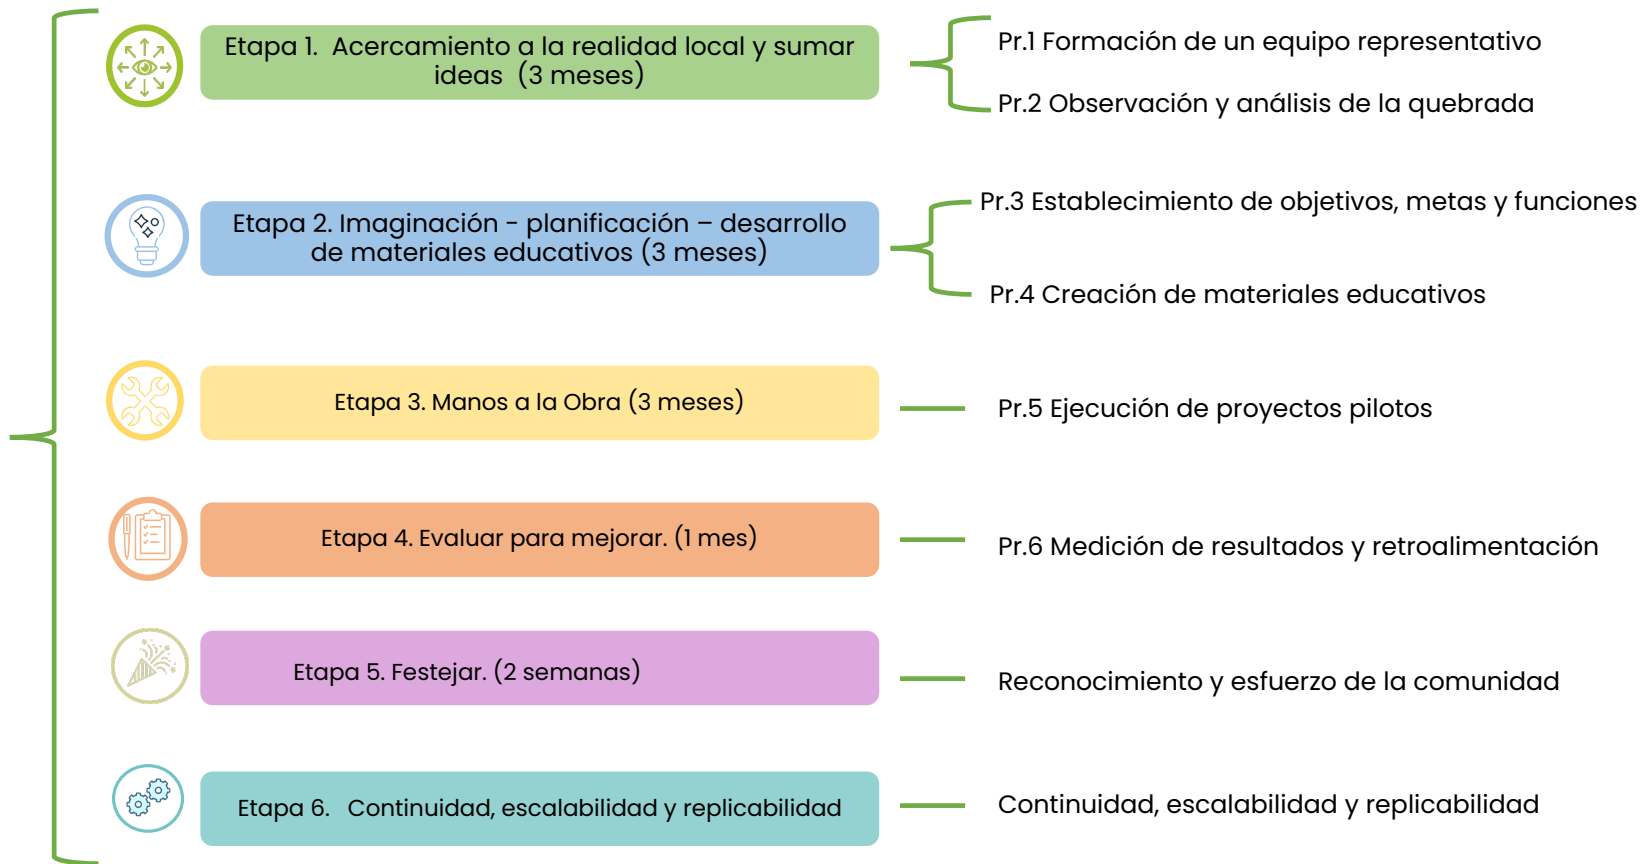 Etapa 1. Acercamiento a la realidad local y sumar
ideas (3 meses)
Pr.1 Formación de un equipo representativo
Pr.2 Observación y análisis de la quebrada
Etapa 2. Imaginación - planificación – desarrollo
de materiales educativos (3 meses)
Pr.3 Establecimiento de objetivos, metas y funciones
Pr.4 Creación de materiales educativos
Etapa 3. Manos a la Obra (3 meses)
Pr.5 Ejecución de proyectos pilotos
Etapa 4. Evaluar para mejorar. (1 mes)
Pr.6 Medición de resultados y retroalimentación
Etapa 5. Festejar. (2 semanas)
Reconocimiento y esfuerzo de la comunidad
Etapa 6. Continuidad, escalabilidad y replicabilidad
Continuidad, escalabilidad y replicabilidad